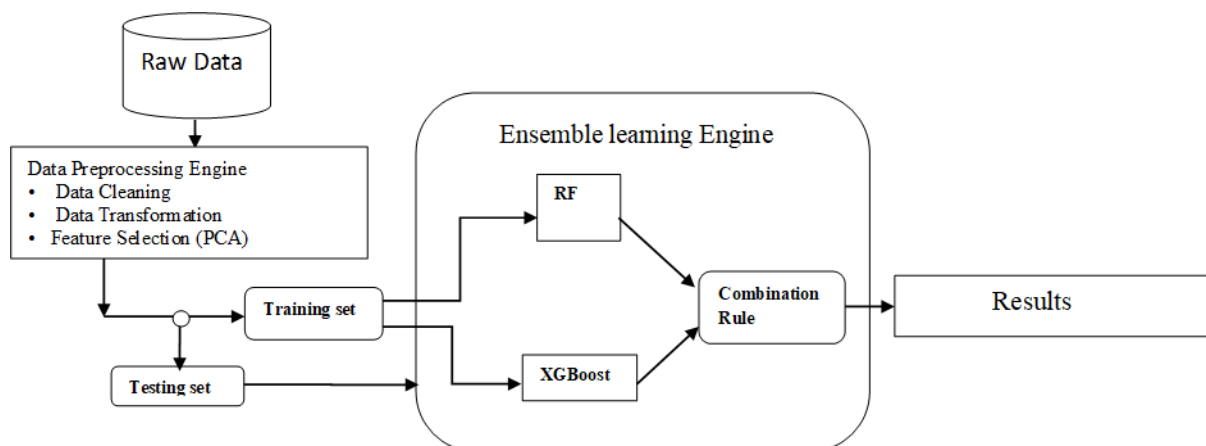 Raw Data
Data Preprocessing Engine
• Data Cleaning
• Data Transformation
• Feature Selection (PCA)
Training set
Testing set
Ensemble learning Engine
RF
XGBoost
Combination
Rule
Results